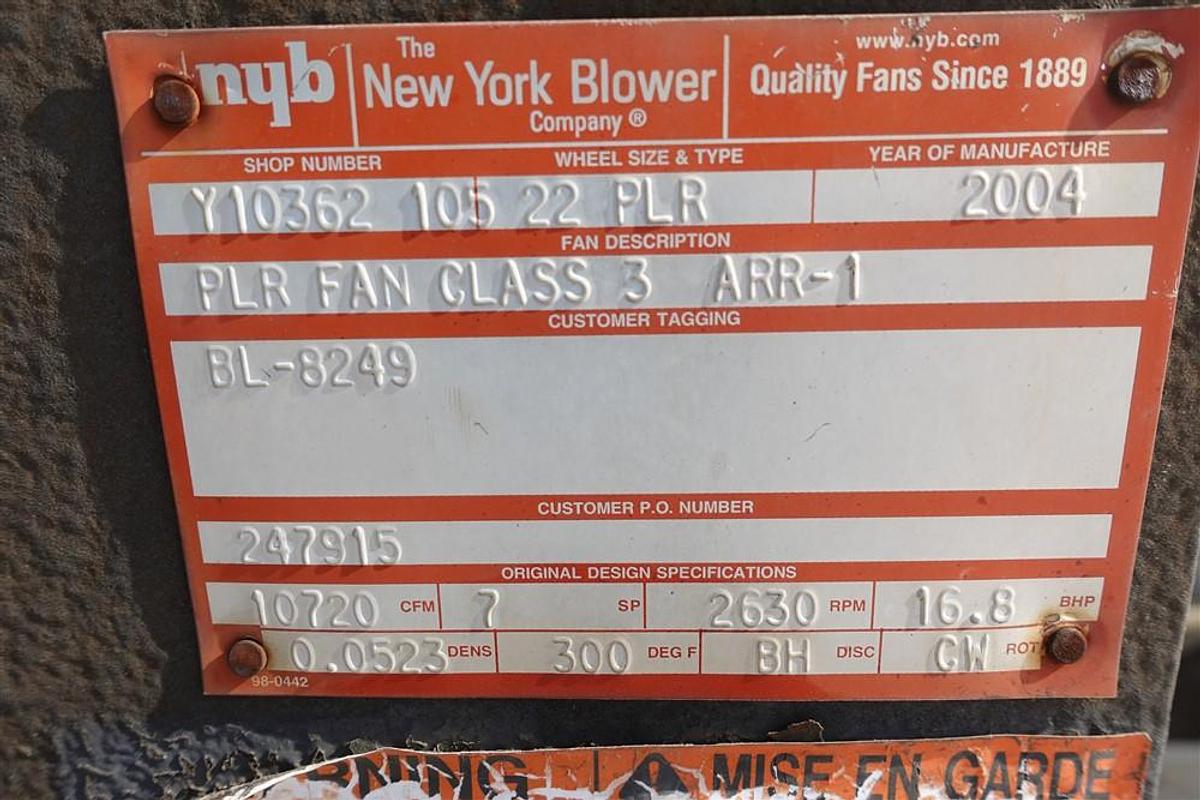 nyb
The
New York Blower
Company ®
www.nyb.com
Quality Fans Since 1889
SHOP NUMBER WHEEL SIZE & TYPE YEAR OF MANUFACTURE
Y10362 105 22 PLR 2004
FAN DESCRIPTION
PLR FAN CLASS 3 ARR-1
CUSTOMER TAGGING
BL-8249
CUSTOMER P.O. NUMBER
247915
ORIGINAL DESIGN SPECIFICATIONS
10720 CFM 7 SP 2630 RPM 16.8 BHP
0.0523 DENS 300 DEG F BH DISC CW ROT
98-0442
MISE EN GARDE